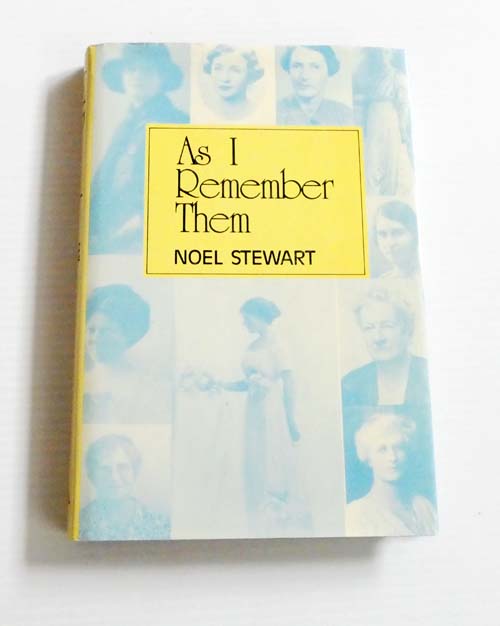 As I
Remember
Them
NOEL STEWART